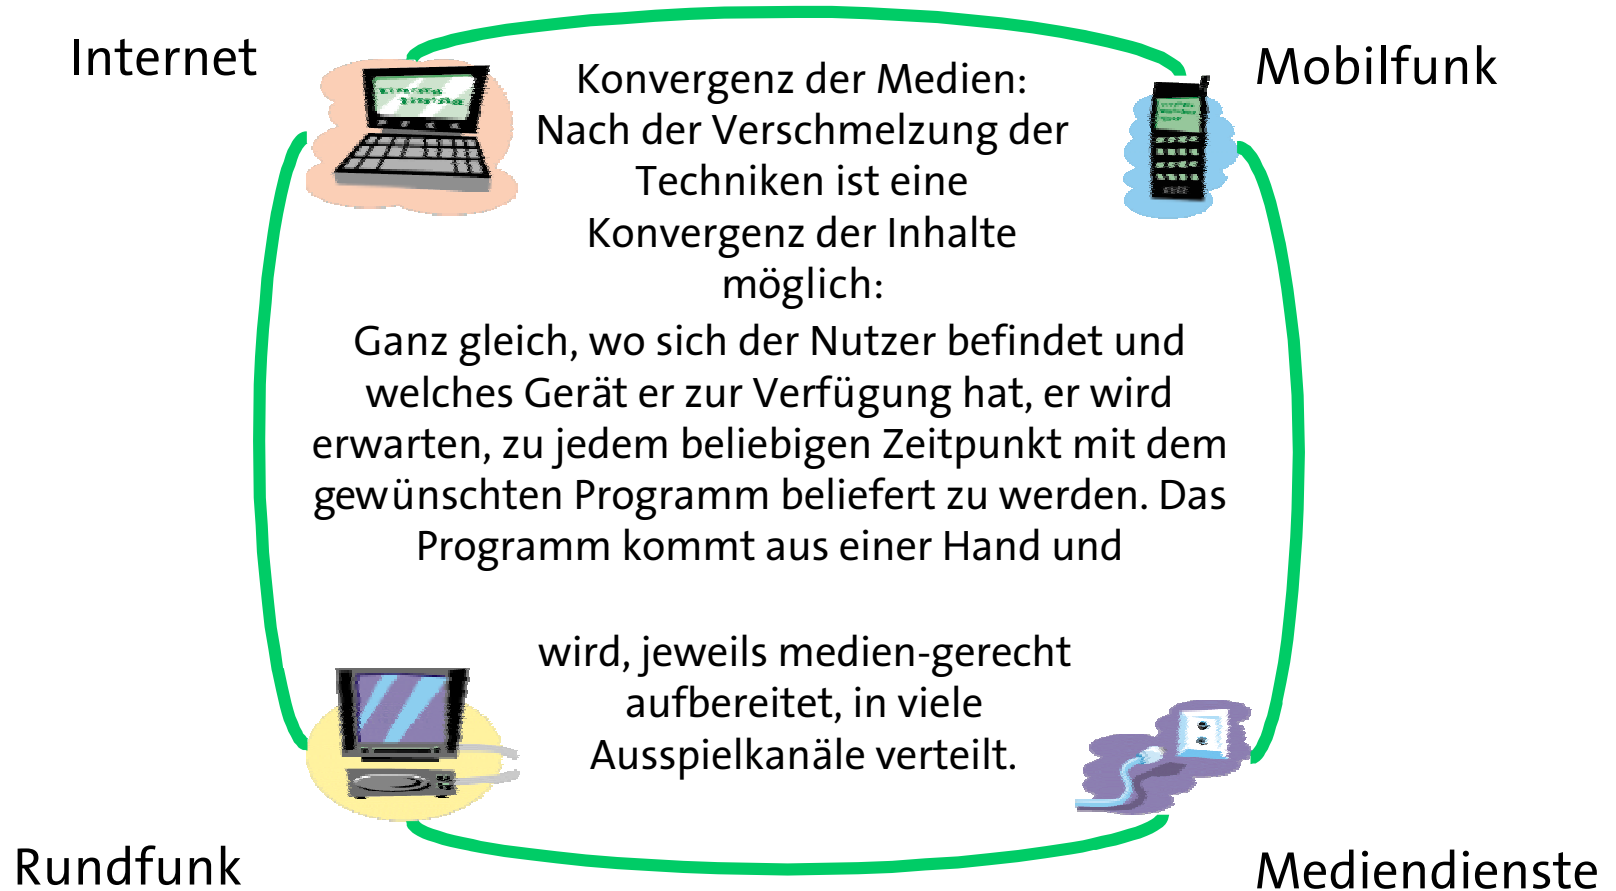 Internet
Mobilfunk
Konvergenz der Medien:
Nach der Verschmelzung der
Techniken ist eine
Konvergenz der Inhalte
möglich:
Ganz gleich, wo sich der Nutzer befindet und
welches Gerät er zur Verfügung hat, er wird
erwarten, zu jedem beliebigen Zeitpunkt mit dem
gewünschten Programm beliefert zu werden. Das
Programm kommt aus einer Hand und
wird, jeweils medien-gerecht
aufbereitet, in viele
Ausspielkanäle verteilt.
Rundfunk
Mediendienste